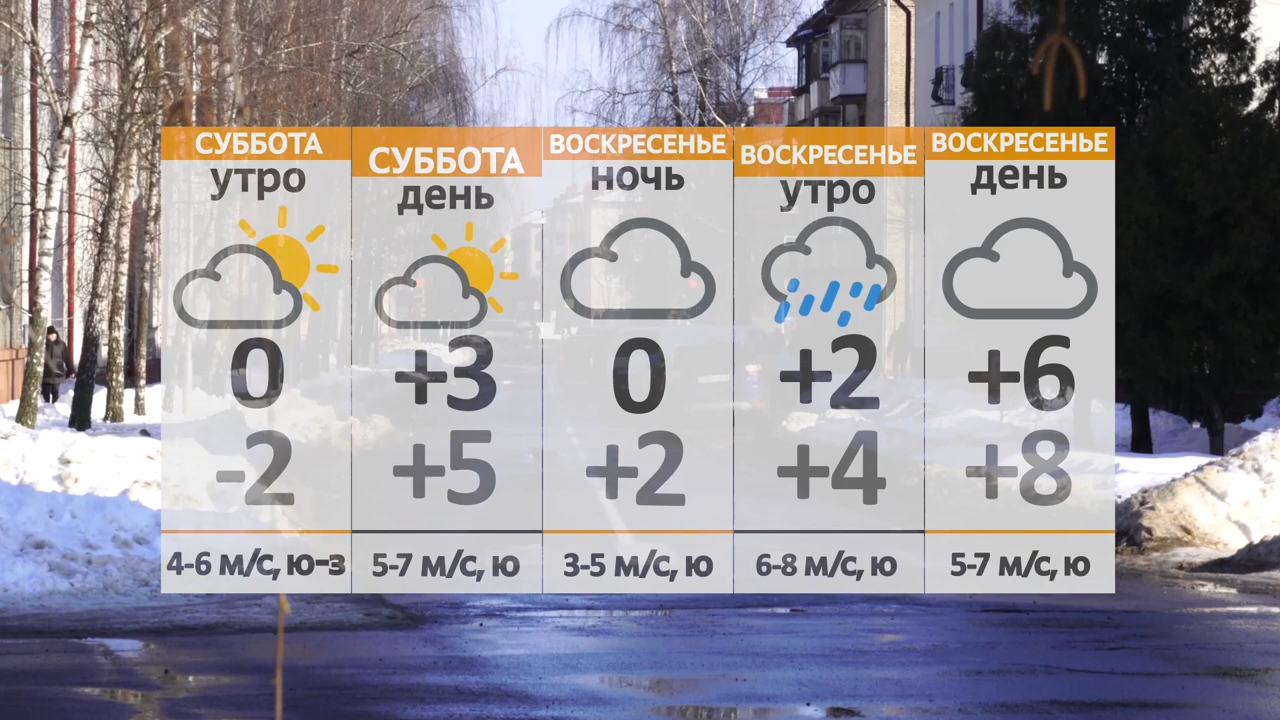 СУББОТА
утро
0
-2
4-6 м/с, ю-з
СУББОТА
день
+3
+5
5-7 м/с, ю
ВОСКРЕСЕНЬЕ
ночь
0
+2
3-5 м/с, ю
ВОСКРЕСЕНЬЕ
утро
+2
+4
6-8 м/с, ю
ВОСКРЕСЕНЬЕ
день
+6
+8
5-7 м/с, ю